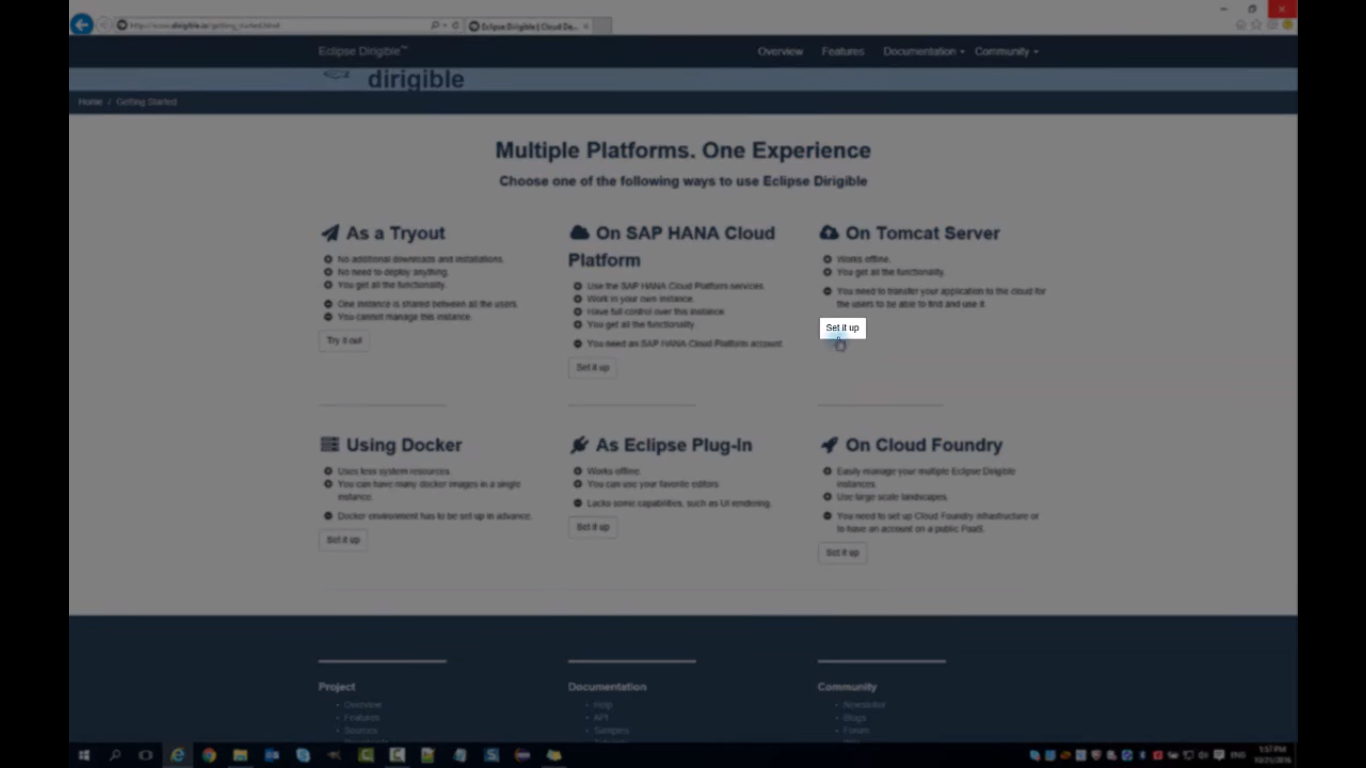 Eclipse Dirigible | Cloud De...
Eclipse Dirigible™
Overview Features Documentation Community
dirigible
Home / Getting Started
Multiple Platforms. One Experience
Choose one of the following ways to use Eclipse Dirigible
As a Tryout
No additional downloads and installations.
No need to deploy anything.
You get all the functionality.
One instance is shared between all the users.
You cannot manage this instance.
Try it out
On SAP HANA Cloud
Platform
Use the SAP HANA Cloud Platform services.
Work in your own instance.
Have full control over this instance.
You get all the functionality.
You need an SAP HANA Cloud Platform account.
Set it up
On Tomcat Server
Works offline.
You get all the functionality.
You need to transfer your application to the cloud for
the users to be able to find and use it.
Set it up
Using Docker
Uses less system resources.
You can have many docker images in a single
instance.
Docker environment has to be set up in advance.
Set it up
As Eclipse Plug-In
Works offline.
You can use your favorite editors.
Lacks some capabilities, such as UI rendering.
Set it up
On Cloud Foundry
Easily manage your multiple Eclipse Dirigible
instances.
Use large scale landscapes.
You need to set up Cloud Foundry infrastructure or
to have an account on a public PaaS.
Set it up
Project
Overview
Features
Sources
Documentation
Help
API
Samples
Community
Newsletter
Blogs
Forum
ENG
1:57 PM
10/21/2016